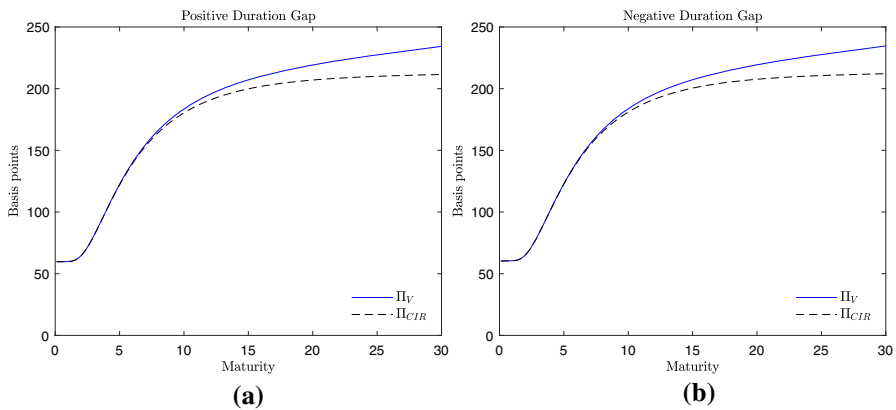 Positive Duration Gap
250
200
150
100
50
0
Basis points
Π_V
Π_CIR
0 5 10 15 20 25 30
Maturity
(a)
Negative Duration Gap
250
200
150
100
50
0
Basis points
Π_V
Π_CIR
0 5 10 15 20 25 30
Maturity
(b)